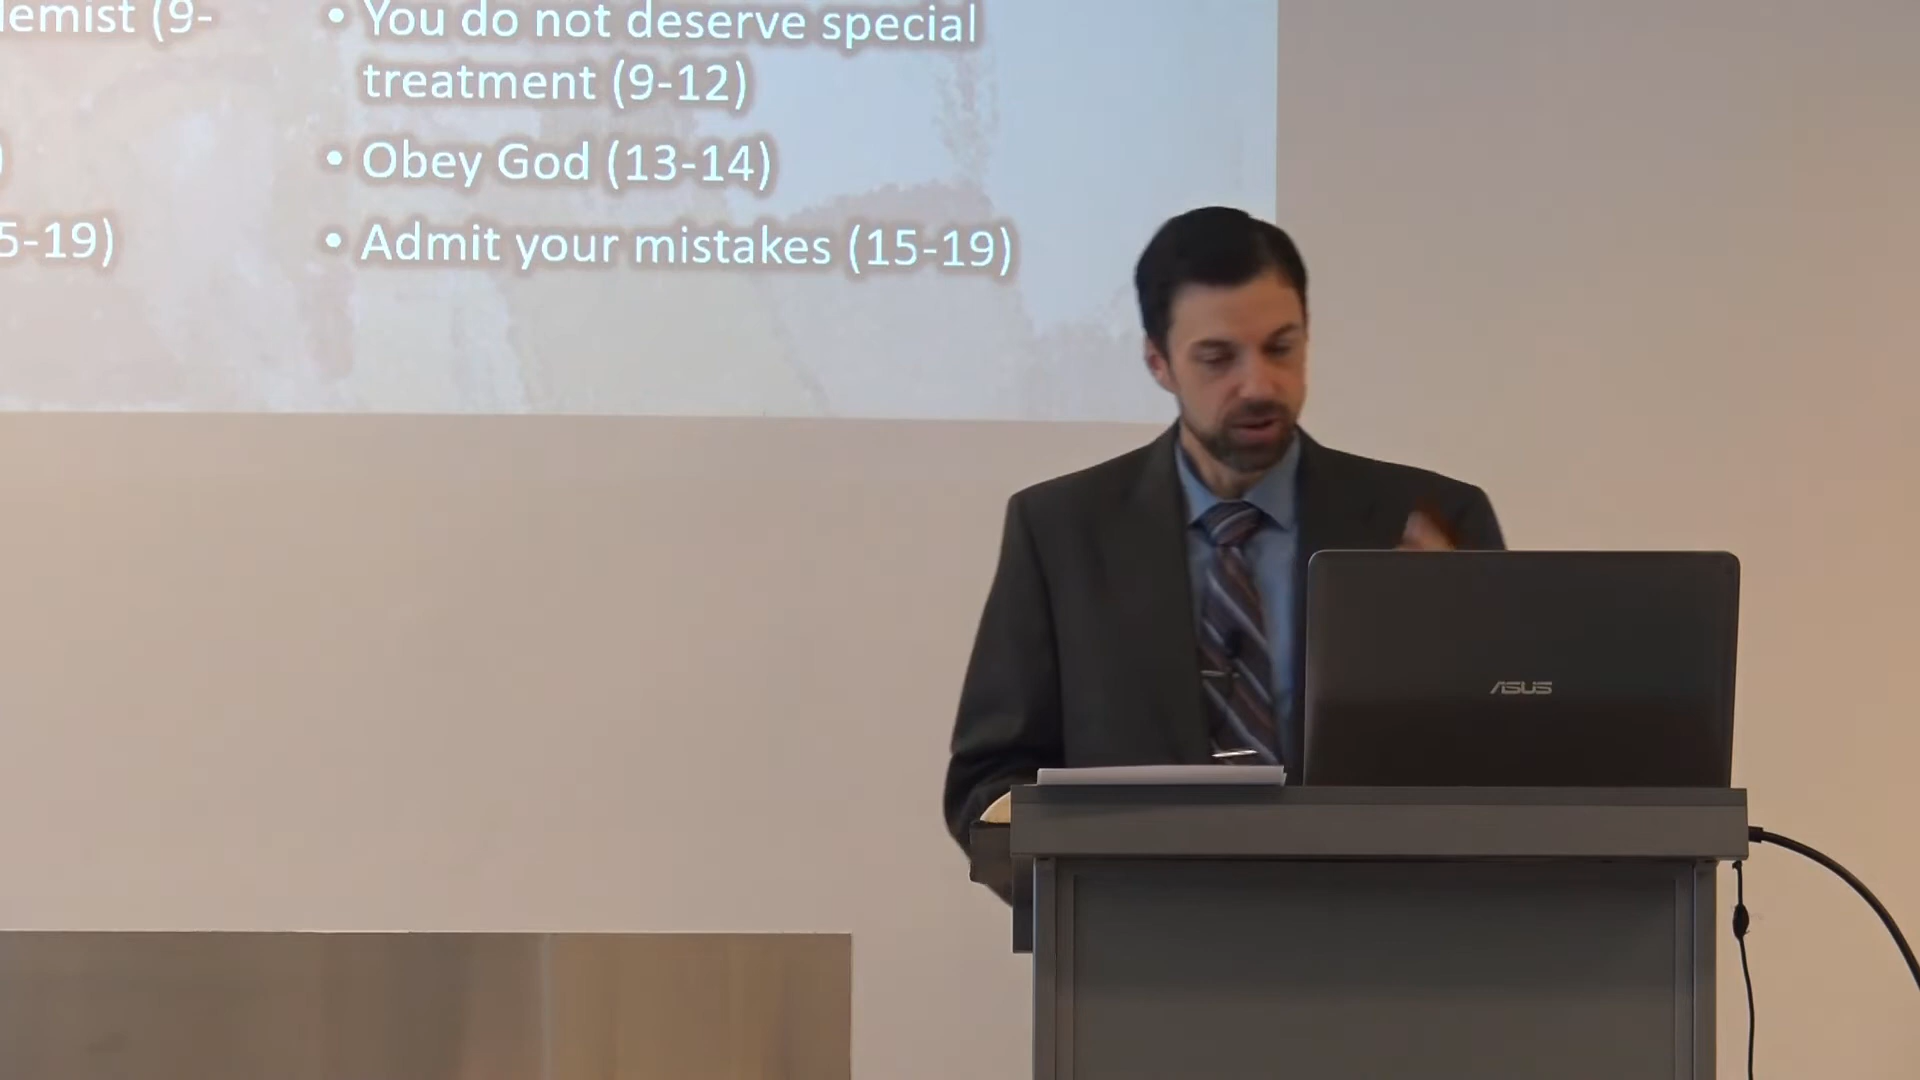 lemist (9-
5-19)
• You do not deserve special
treatment (9-12)
• Obey God (13-14)
• Admit your mistakes (15-19)
ASUS